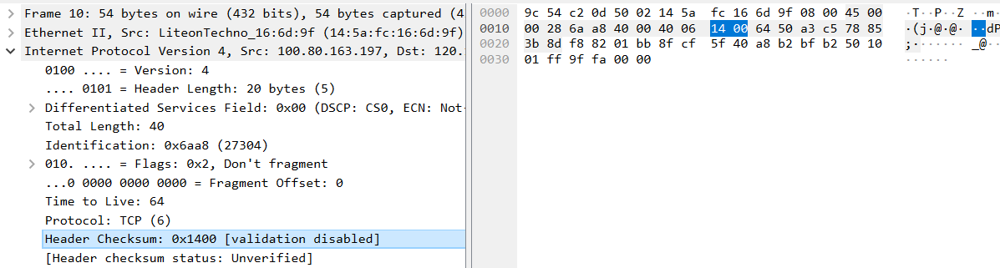 Frame 10: 54 bytes on wire (432 bits), 54 bytes captured (4
Ethernet II, Src: LiteonTechno_16:6d:9f (14:5a:fc:16:6d:9f)
Internet Protocol Version 4, Src: 100.80.163.197, Dst: 120.
0100 .... = Version: 4
.... 0101 = Header Length: 20 bytes (5)
Differentiated Services Field: 0x00 (DSCP: CS0, ECN: Not-
Total Length: 40
Identification: 0x6aa8 (27304)
010. .... = Flags: 0x2, Don't fragment
...0 0000 0000 0000 = Fragment Offset: 0
Time to Live: 64
Protocol: TCP (6)
Header Checksum: 0x1400 [validation disabled]
[Header checksum status: Unverified]
0000 9c 54 c2 0d 50 02 14 5a fc 16 6d 9f 08 00 45 00 ·T··P··Z ··m···E·
0010 00 28 6a a8 40 00 40 06 14 00 64 50 a3 c5 78 85 ·(j·@·@· ··dP··x·
0020 3b 8d f8 82 01 bb 8f cf 5f 40 a8 b2 bf b2 50 10 ;······· _@····P·
0030 01 ff 9f fa 00 00 ······